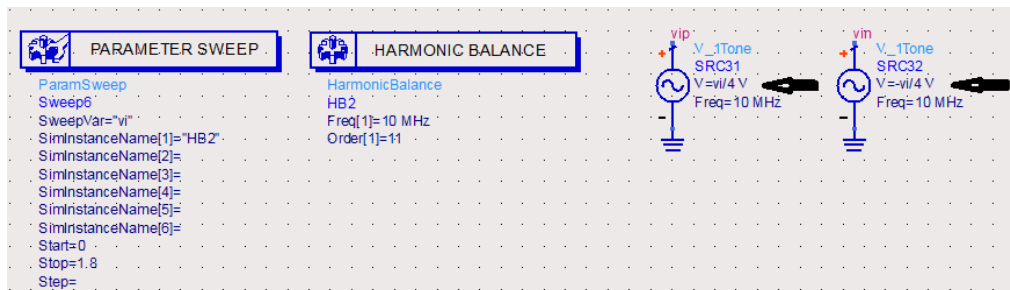 PARAMETER SWEEP
ParamSweep
Sweep6
SweepVar="vi"
SimInstanceName[1]="HB2"
SimInstanceName[2]=
SimInstanceName[3]=
SimInstanceName[4]=
SimInstanceName[5]=
SimInstanceName[6]=
Start=0
Stop=1.8
Step=
HARMONIC BALANCE
HarmonicBalance
HB2
Freq[1]=10 MHz
Order[1]=11
vip
+
V_1Tone
SRC31
V=vi/4 V
Freq=10 MHz
-
vin
+
V_1Tone
SRC32
V=-vi/4 V
Freq=10 MHz
-